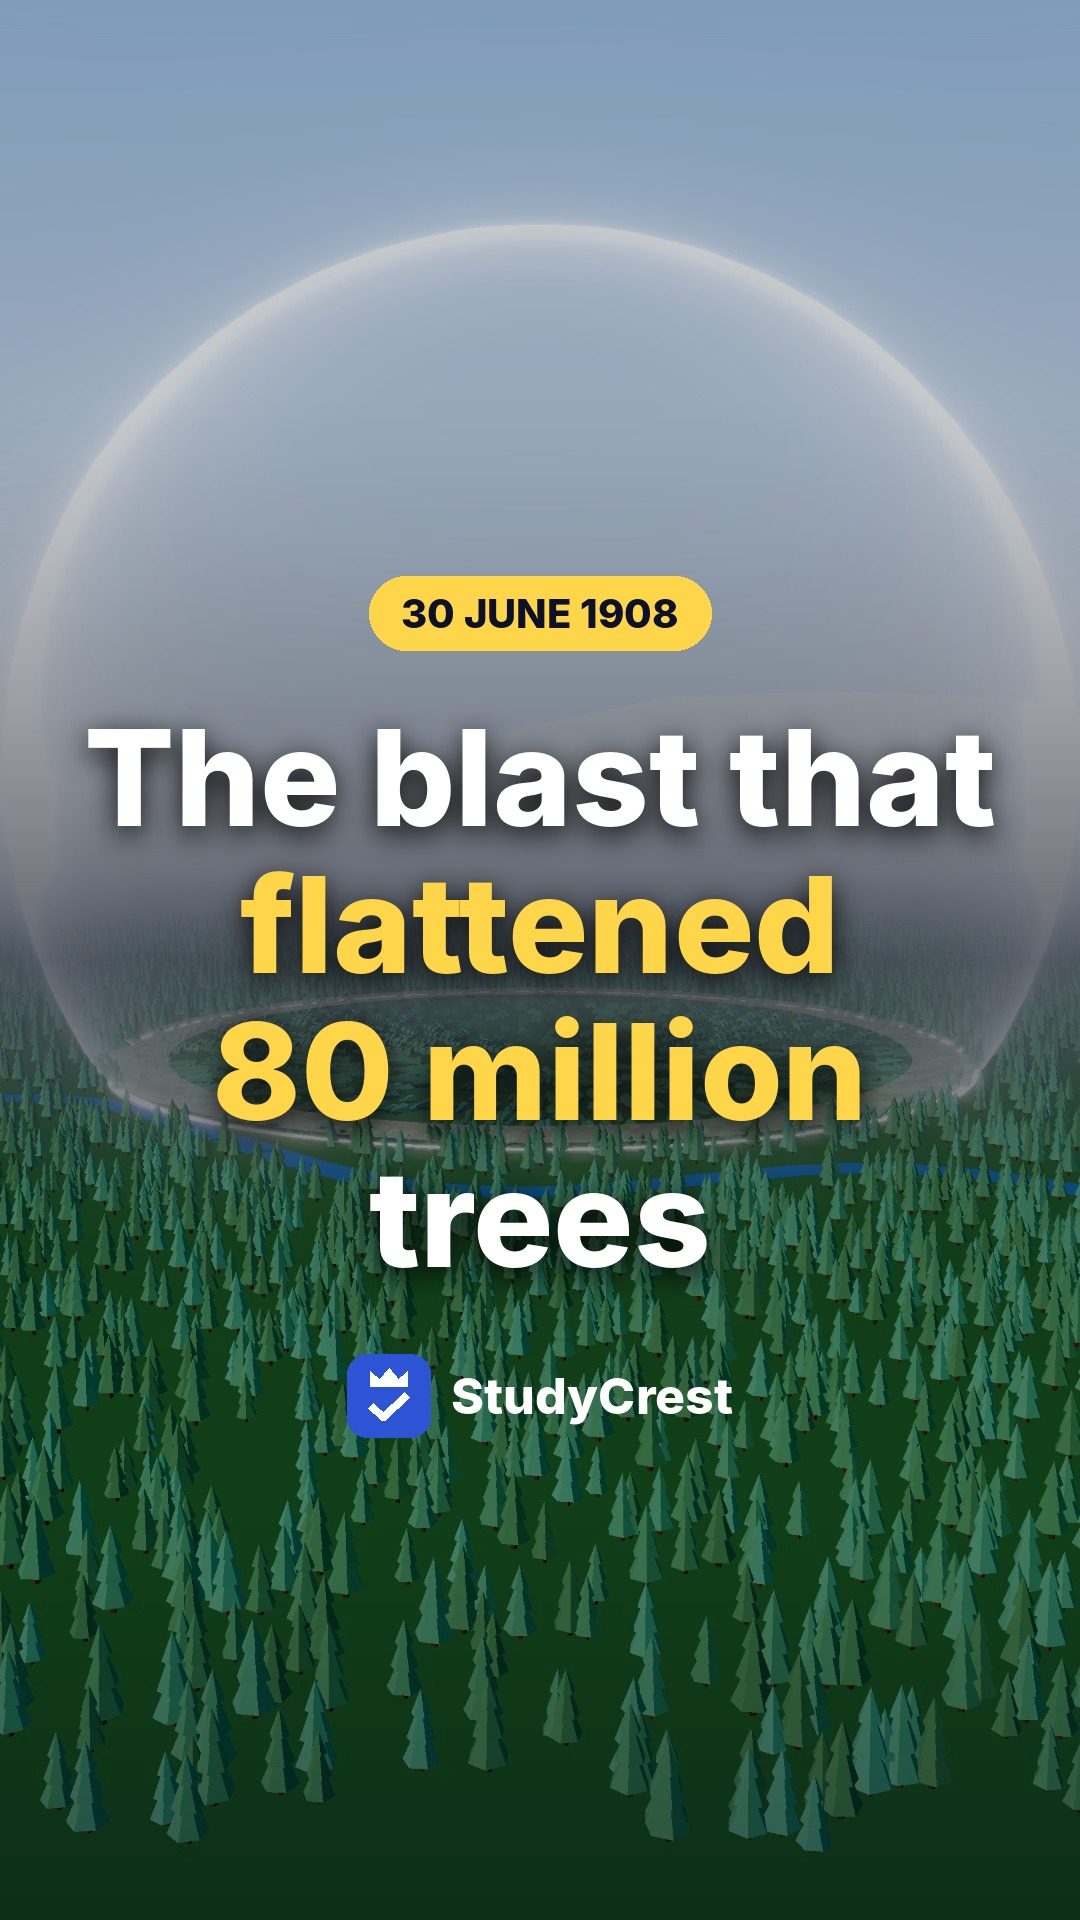 30 JUNE 1908
The blast that
flattened
80 million
trees
StudyCrest